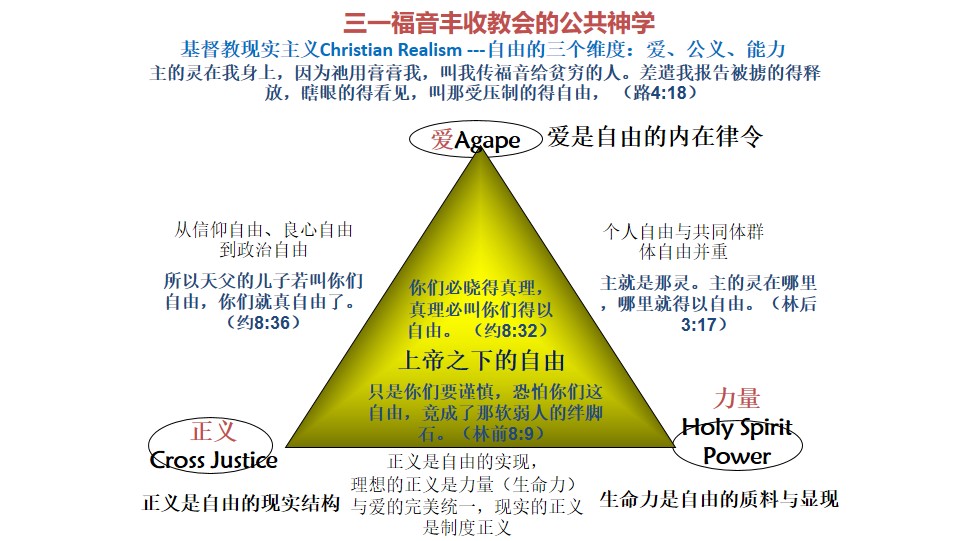 三一福音丰收教会的公共神学
基督教现实主义Christian Realism ---自由的三个维度：爱、公义、能力
主的灵在我身上，因为祂用膏膏我，叫我传福音给贫穷的人。差遣我报告被掳的得释
放，瞎眼的得看见，叫那受压制的得自由，（路4:18）
爱Agape
爱是自由的内在律令
从信仰自由、良心自由
到政治自由
所以天父的儿子若叫你们
自由，你们就真自由了。
（约8:36）
个人自由与共同体群
体自由并重
主就是那灵。主的灵在哪里
，哪里就得以自由。（林后
3:17）
你们必晓得真理，
真理必叫你们得以
自由。（约8:32）
上帝之下的自由
只是你们要谨慎，恐怕你们这
自由，竟成了那软弱人的绊脚
石。（林前8:9）
正义
Cross Justice
正义是自由的现实结构
正义是自由的实现，
理想的正义是力量（生命力）
与爱的完美统一，现实的正义
是制度正义
力量
Holy Spirit
Power
生命力是自由的质料与显现